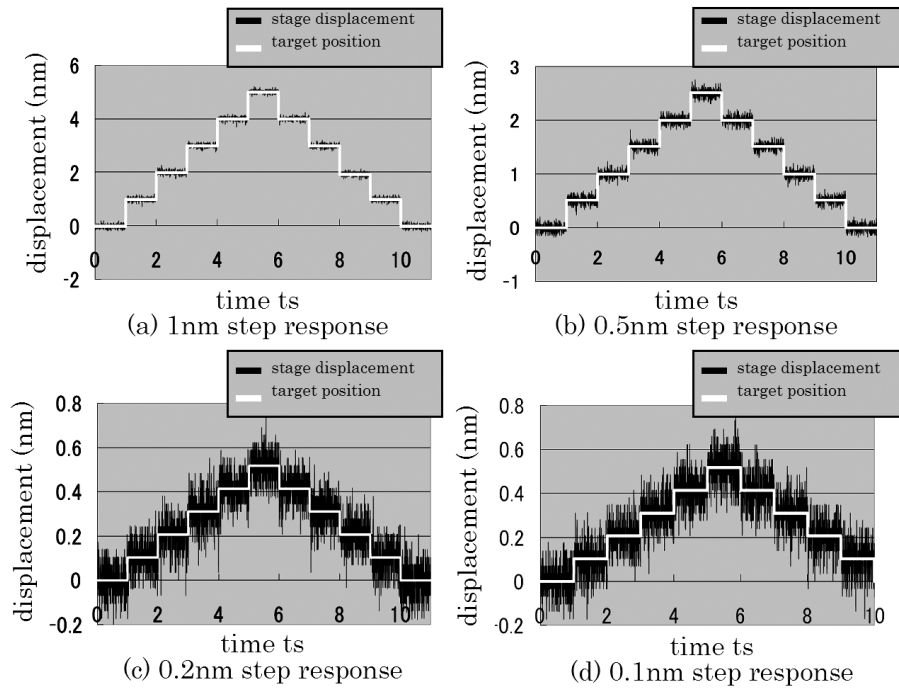 stage displacement
target position
displacement (nm)
6
4
2
0
-2
0 2 4 6 8 10
time ts
(a) 1nm step response
stage displacement
target position
displacement (nm)
3
2
1
0
-1
0 2 4 6 8 10
time ts
(b) 0.5nm step response
stage displacement
target position
displacement (nm)
0.8
0.6
0.4
0.2
0
-0.2
0 2 4 6 8 10
time ts
(c) 0.2nm step response
stage displacement
target position
displacement (nm)
0.8
0.6
0.4
0.2
0
-0.2
0 2 4 6 8 10
time ts
(d) 0.1nm step response